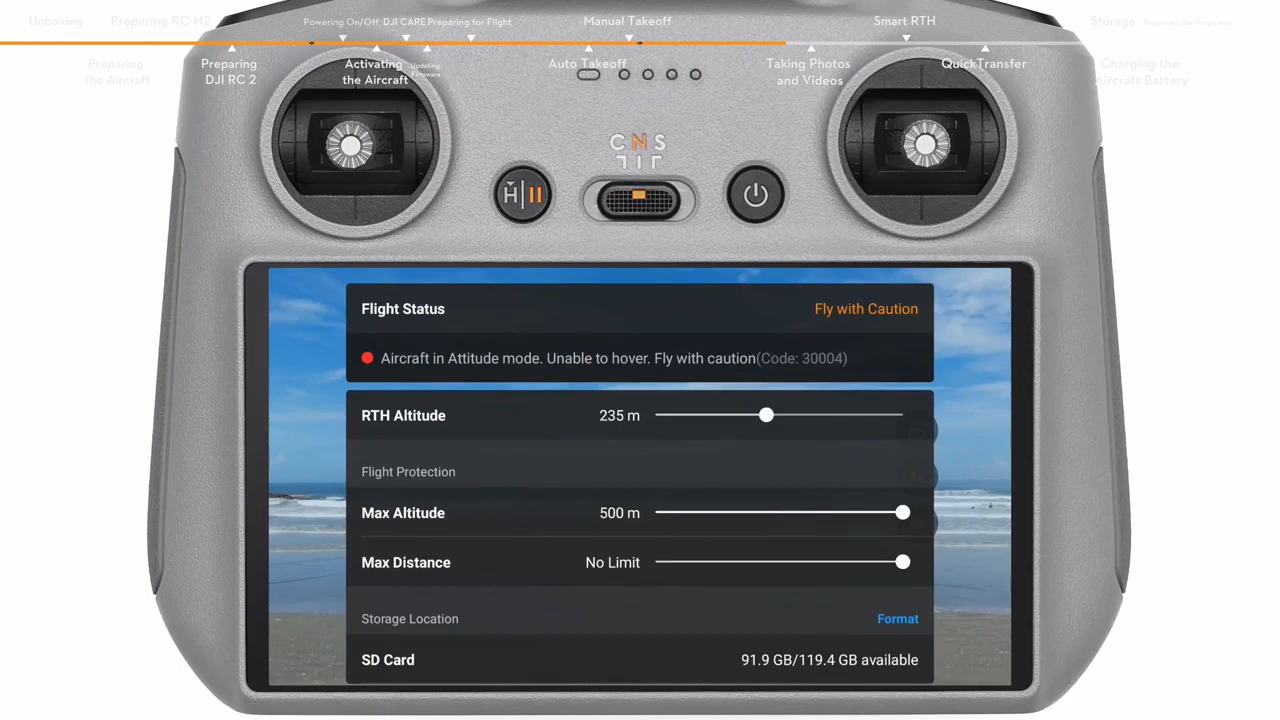 Unboxing
Preparing RC-N2
Powering On/Off
DJI CARE
Preparing for Flight
Manual Takeoff
Smart RTH
Storage
Replacing the Propellers
Preparing
the Aircraft
Preparing
DJI RC 2
Activating
the Aircraft
Updating
Firmware
Auto Takeoff
Taking Photos
and Videos
QuickTransfer
Charging the
Aircraft Battery
C N S
H
Flight Status
Fly with Caution
Aircraft in Attitude mode. Unable to hover. Fly with caution(Code: 30004)
RTH Altitude 235 m
Flight Protection
Max Altitude 500 m
Max Distance No Limit
Storage Location Format
SD Card 91.9 GB/119.4 GB available